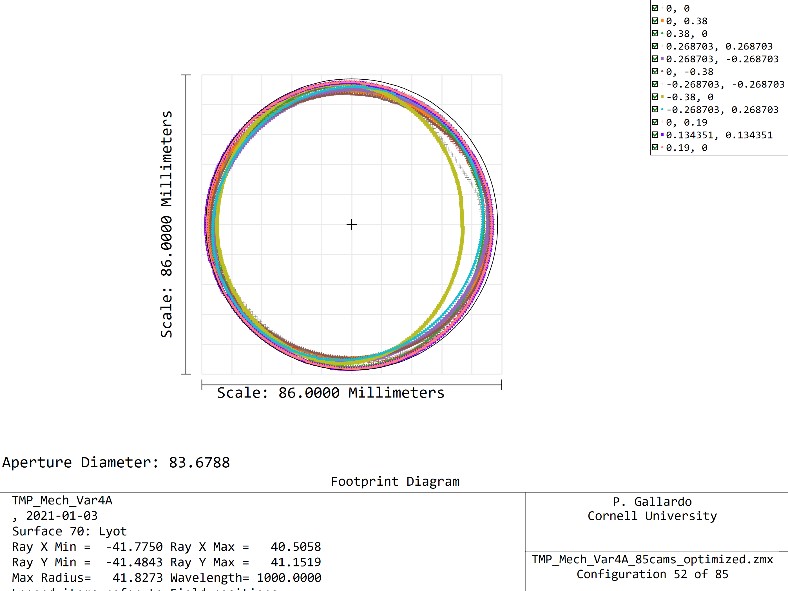 0, 0
0, 0.38
0.38, 0
0.268703, 0.268703
0.268703, -0.268703
0, -0.38
-0.268703, -0.268703
-0.38, 0
-0.268703, 0.268703
0, 0.19
0.134351, 0.134351
0.19, 0
Scale: 86.0000 Millimeters
Scale: 86.0000 Millimeters
Aperture Diameter: 83.6788
Footprint Diagram
TMP_Mech_Var4A
, 2021-01-03
Surface 70: Lyot
Ray X Min = -41.7750 Ray X Max = 40.5058
Ray Y Min = -41.4843 Ray Y Max = 41.1519
Max Radius= 41.8273 Wavelength= 1000.0000
P. Gallardo
Cornell University
TMP_Mech_Var4A_85cams_optimized.zmx
Configuration 52 of 85